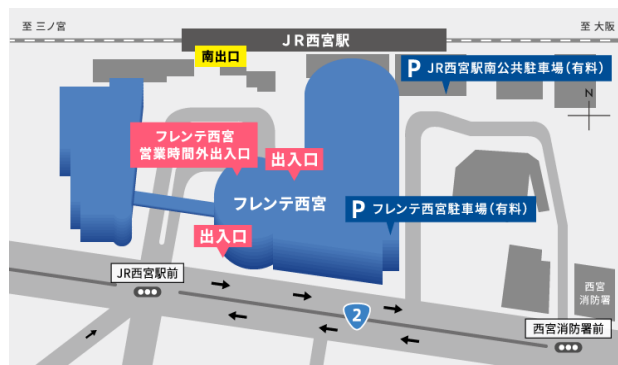 至 三ノ宮
至 大阪
JR西宮駅
南出口
P JR西宮駅南公共駐車場(有料)
N
フレンテ西宮
営業時間外出入口
出入口
フレンテ西宮
P フレンテ西宮駐車場(有料)
出入口
JR西宮駅前
西宮
消防署
2
西宮消防署前